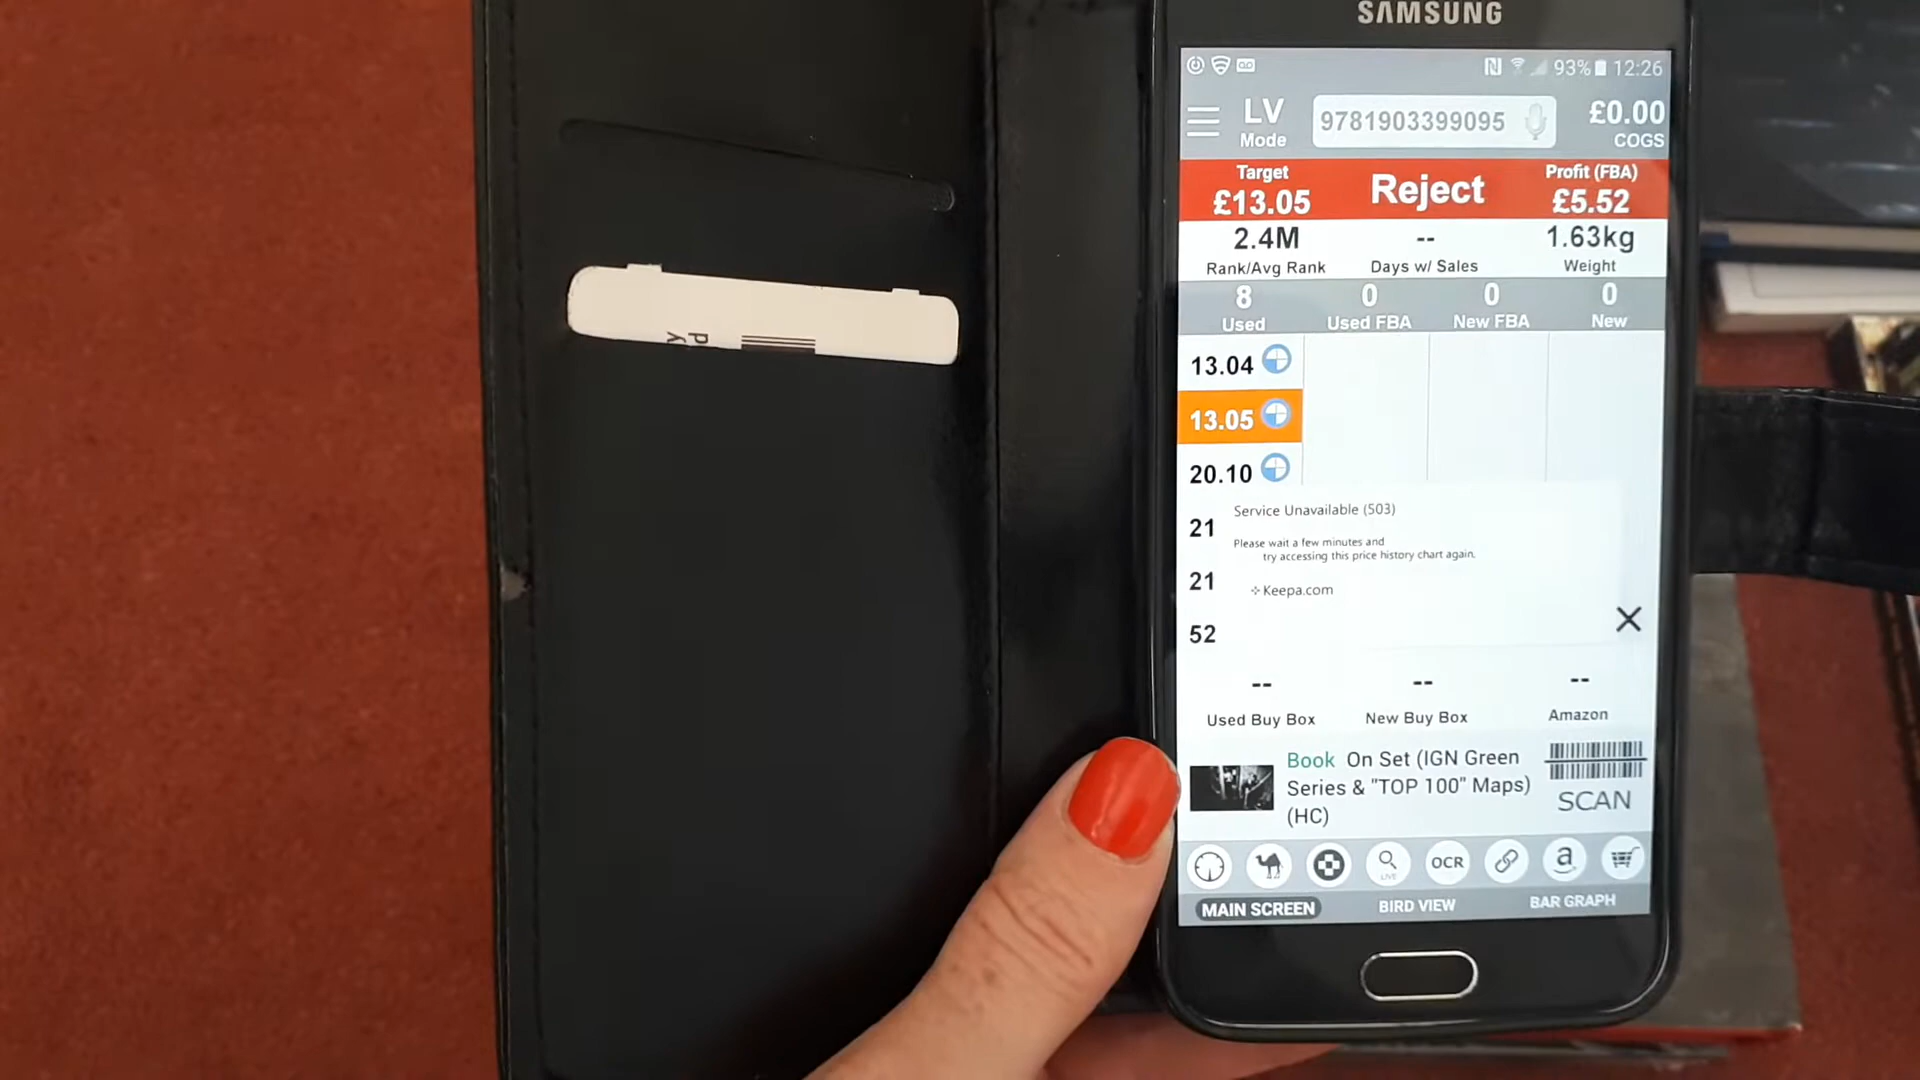 SAMSUNG
93% 12:26
LV
Mode
9781903399095
£0.00
COGS
Target
£13.05
Reject
Profit (FBA)
£5.52
2.4M
Rank/Avg Rank
--
Days w/ Sales
1.63kg
Weight
8
Used
0
Used FBA
0
New FBA
0
New
13.04
13.05
20.10
21
21
52
Service Unavailable (503)
Please wait a few minutes and
try accessing this price history chart again.
Keepa.com
--
Used Buy Box
--
New Buy Box
--
Amazon
Book On Set (IGN Green
Series & "TOP 100" Maps)
(HC)
SCAN
LIVE
OCR
a
MAIN SCREEN
BIRD VIEW
BAR GRAPH
y
d